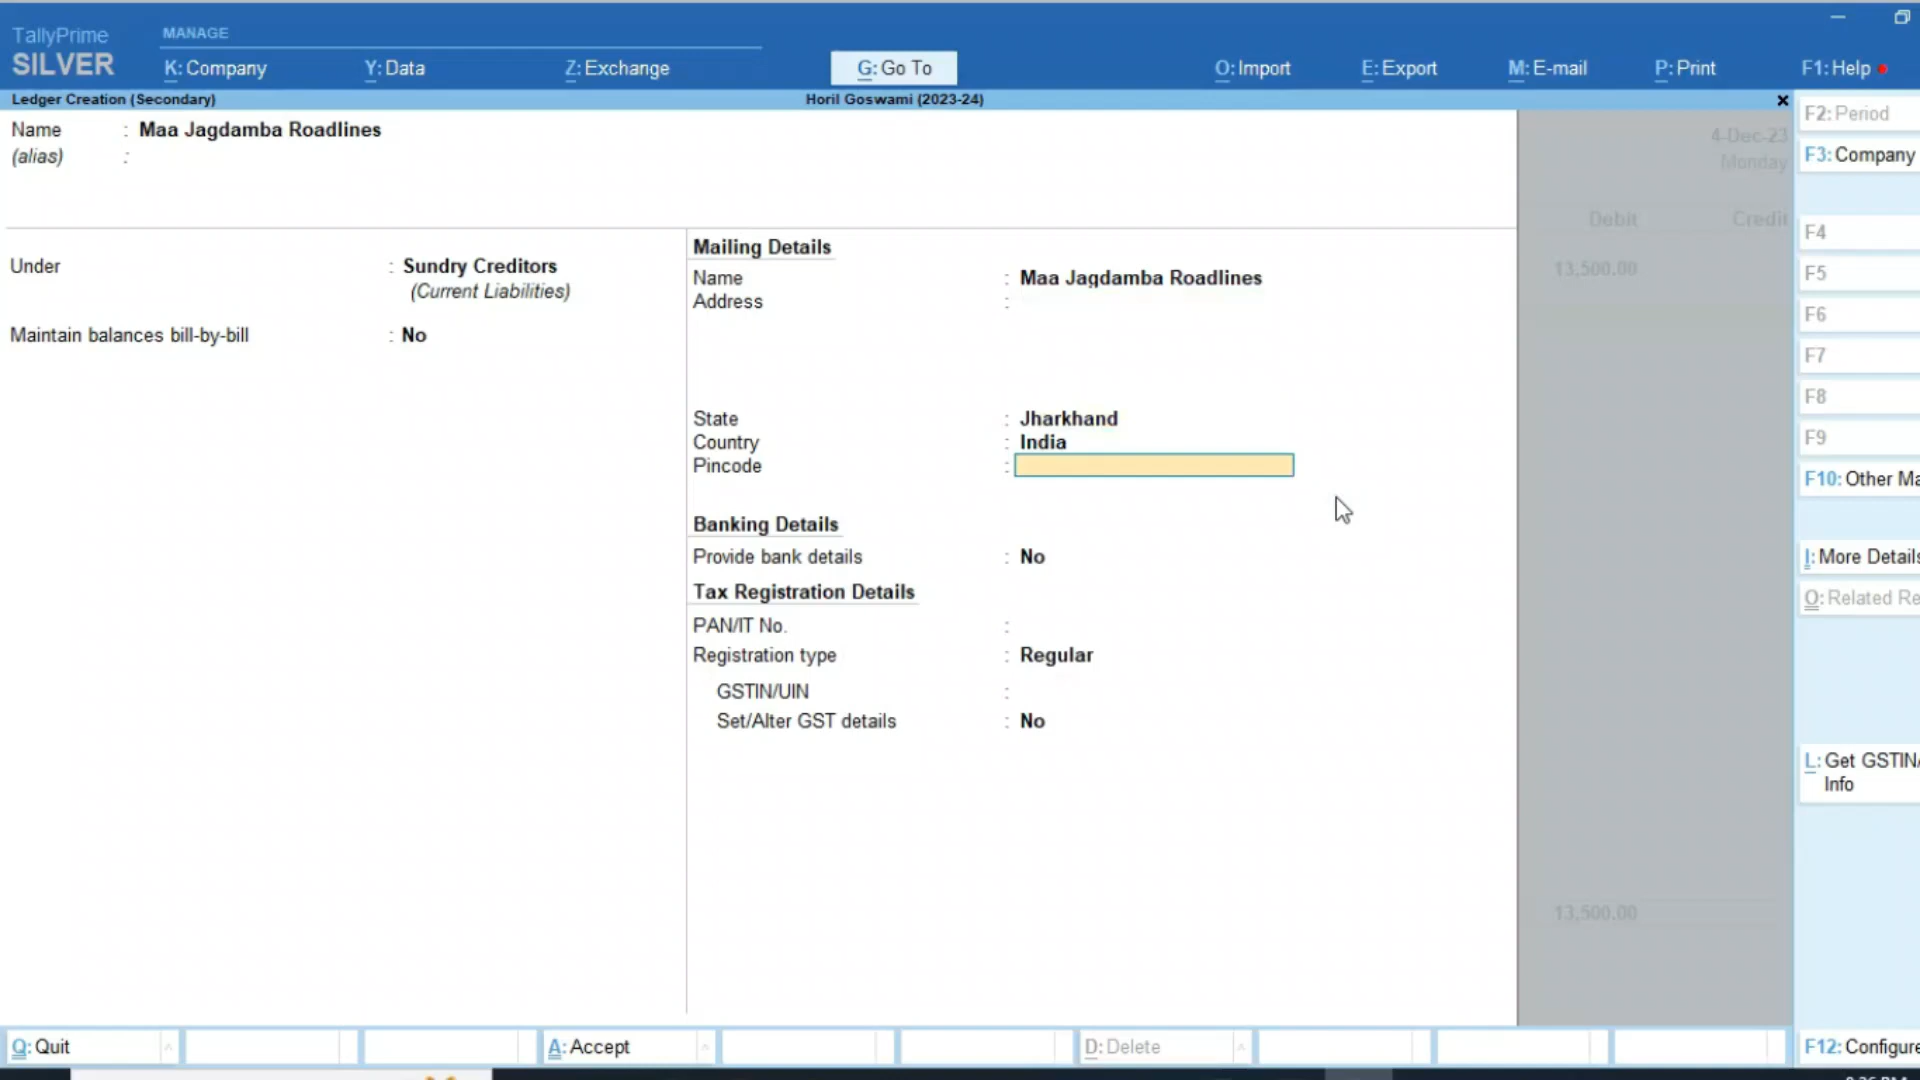 TallyPrime
SILVER
MANAGE
K: Company
Y: Data
Z: Exchange
G: Go To
O: Import
E: Export
M: E-mail
P: Print
F1: Help
Ledger Creation (Secondary)
Horil Goswami (2023-24)
Name : Maa Jagdamba Roadlines
(alias) :
Under : Sundry Creditors
(Current Liabilities)
Maintain balances bill-by-bill : No
Mailing Details
Name : Maa Jagdamba Roadlines
Address :
State : Jharkhand
Country : India
Pincode :
Banking Details
Provide bank details : No
Tax Registration Details
PAN/IT No. :
Registration type : Regular
GSTIN/UIN :
Set/Alter GST details : No
4-Dec-23
Monday
Debit Credit
13,500.00
13,500.00
F2: Period
F3: Company
F4
F5
F6
F7
F8
F9
F10: Other Ma
I: More Details
O: Related Re
L: Get GSTIN/
Info
F12: Configure
Q: Quit
A: Accept
D: Delete